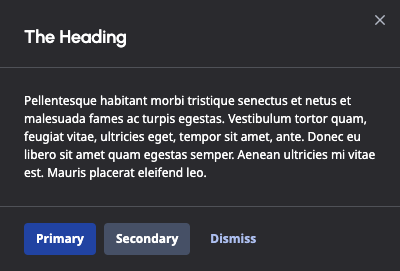 The Heading
Pellentesque habitant morbi tristique senectus et netus et
malesuada fames ac turpis egestas. Vestibulum tortor quam,
feugiat vitae, ultricies eget, tempor sit amet, ante. Donec eu
libero sit amet quam egestas semper. Aenean ultricies mi vitae
est. Mauris placerat eleifend leo.
Primary Secondary Dismiss